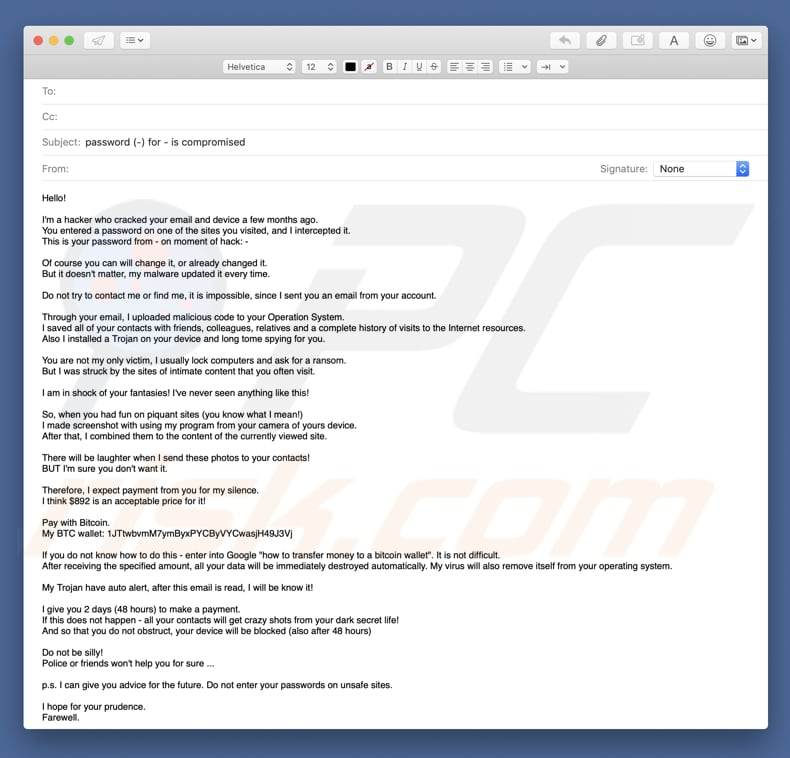 Helvetica 12 A
B I U S
To:
Cc:
Subject: password (-) for - is compromised
From: Signature: None
Hello!
I'm a hacker who cracked your email and device a few months ago.
You entered a password on one of the sites you visited, and I intercepted it.
This is your password from - on moment of hack: -
Of course you can will change it, or already changed it.
But it doesn't matter, my malware updated it every time.
Do not try to contact me or find me, it is impossible, since I sent you an email from your account.
Through your email, I uploaded malicious code to your Operation System.
I saved all of your contacts with friends, colleagues, relatives and a complete history of visits to the Internet resources.
Also I installed a Trojan on your device and long tome spying for you.
You are not my only victim, I usually lock computers and ask for a ransom.
But I was struck by the sites of intimate content that you often visit.
I am in shock of your fantasies! I've never seen anything like this!
So, when you had fun on piquant sites (you know what I mean!)
I made screenshot with using my program from your camera of yours device.
After that, I combined them to the content of the currently viewed site.
There will be laughter when I send these photos to your contacts!
BUT I'm sure you don't want it.
Therefore, I expect payment from you for my silence.
I think $892 is an acceptable price for it!
Pay with Bitcoin.
My BTC wallet: 1JTtwbvmM7ymByxPYCByVYCwasjH49J3Vj
If you do not know how to do this - enter into Google "how to transfer money to a bitcoin wallet". It is not difficult.
After receiving the specified amount, all your data will be immediately destroyed automatically. My virus will also remove itself from your operating system.
My Trojan have auto alert, after this email is read, I will be know it!
I give you 2 days (48 hours) to make a payment.
If this does not happen - all your contacts will get crazy shots from your dark secret life!
And so that you do not obstruct, your device will be blocked (also after 48 hours)
Do not be silly!
Police or friends won't help you for sure ...
p.s. I can give you advice for the future. Do not enter your passwords on unsafe sites.
I hope for your prudence.
Farewell.
PC
risk.com